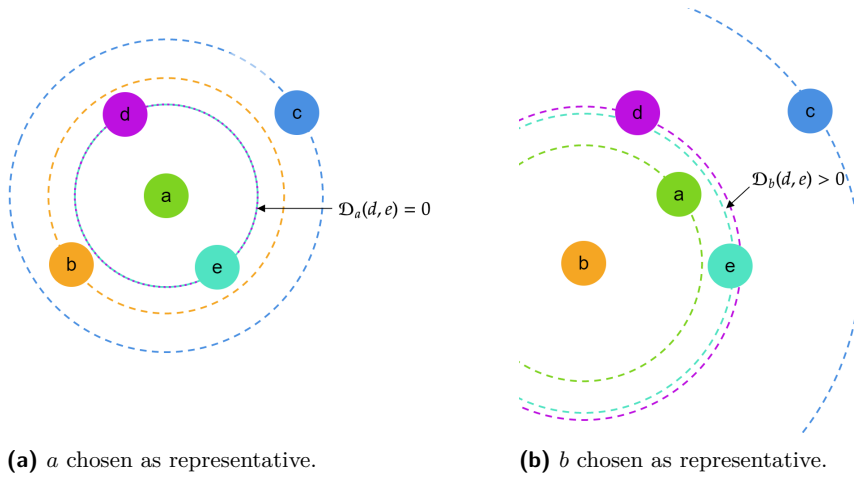 d
c
a
b
e
𝔇a(d, e) = 0
(a) a chosen as representative.
d
c
a
𝔇b(d, e) > 0
b
e
(b) b chosen as representative.